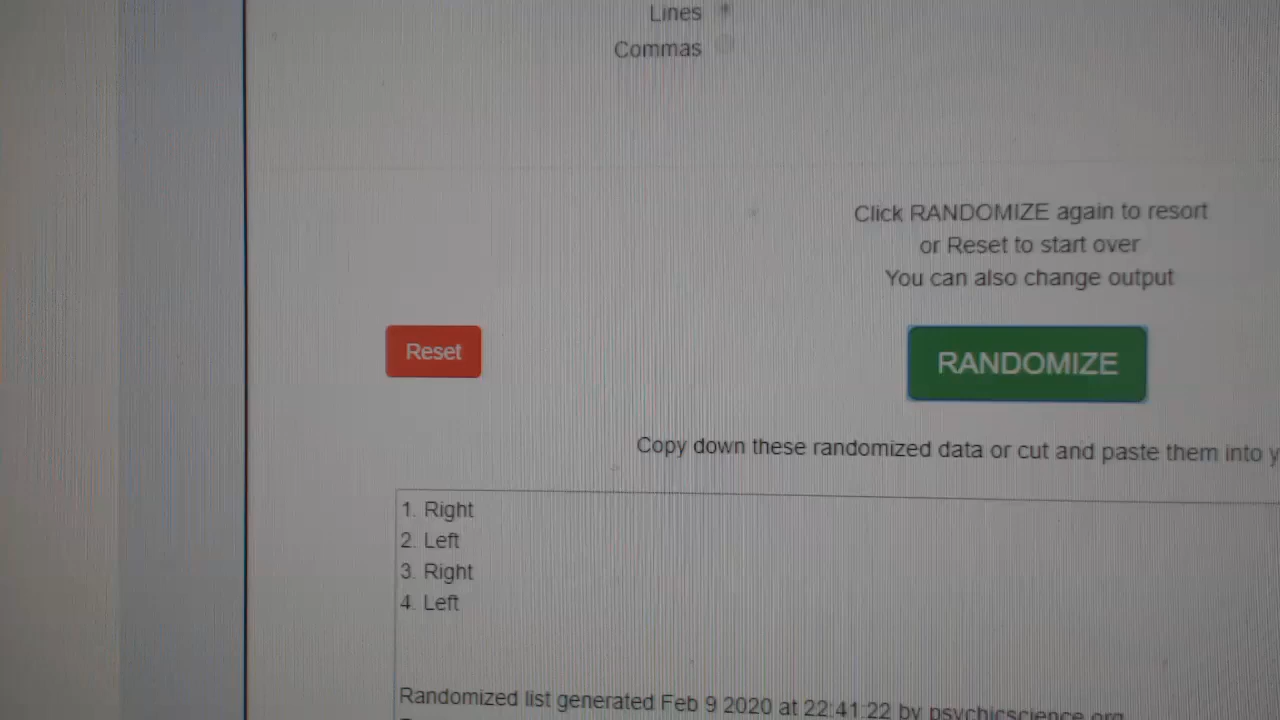 Lines
Commas
Click RANDOMIZE again to resort
or Reset to start over
You can also change output
Reset
RANDOMIZE
Copy down these randomized data or cut and paste them into
1. Right
2. Left
3. Right
4. Left
Randomized list generated Feb 9 2020 at 22:41:22 by psychicscience.org